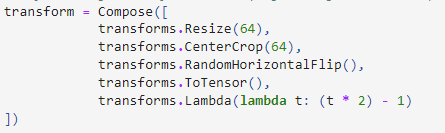 transform = Compose([
            transforms.Resize(64),
            transforms.CenterCrop(64),
            transforms.RandomHorizontalFlip(),
            transforms.ToTensor(),
            transforms.Lambda(lambda t: (t * 2) - 1)
])